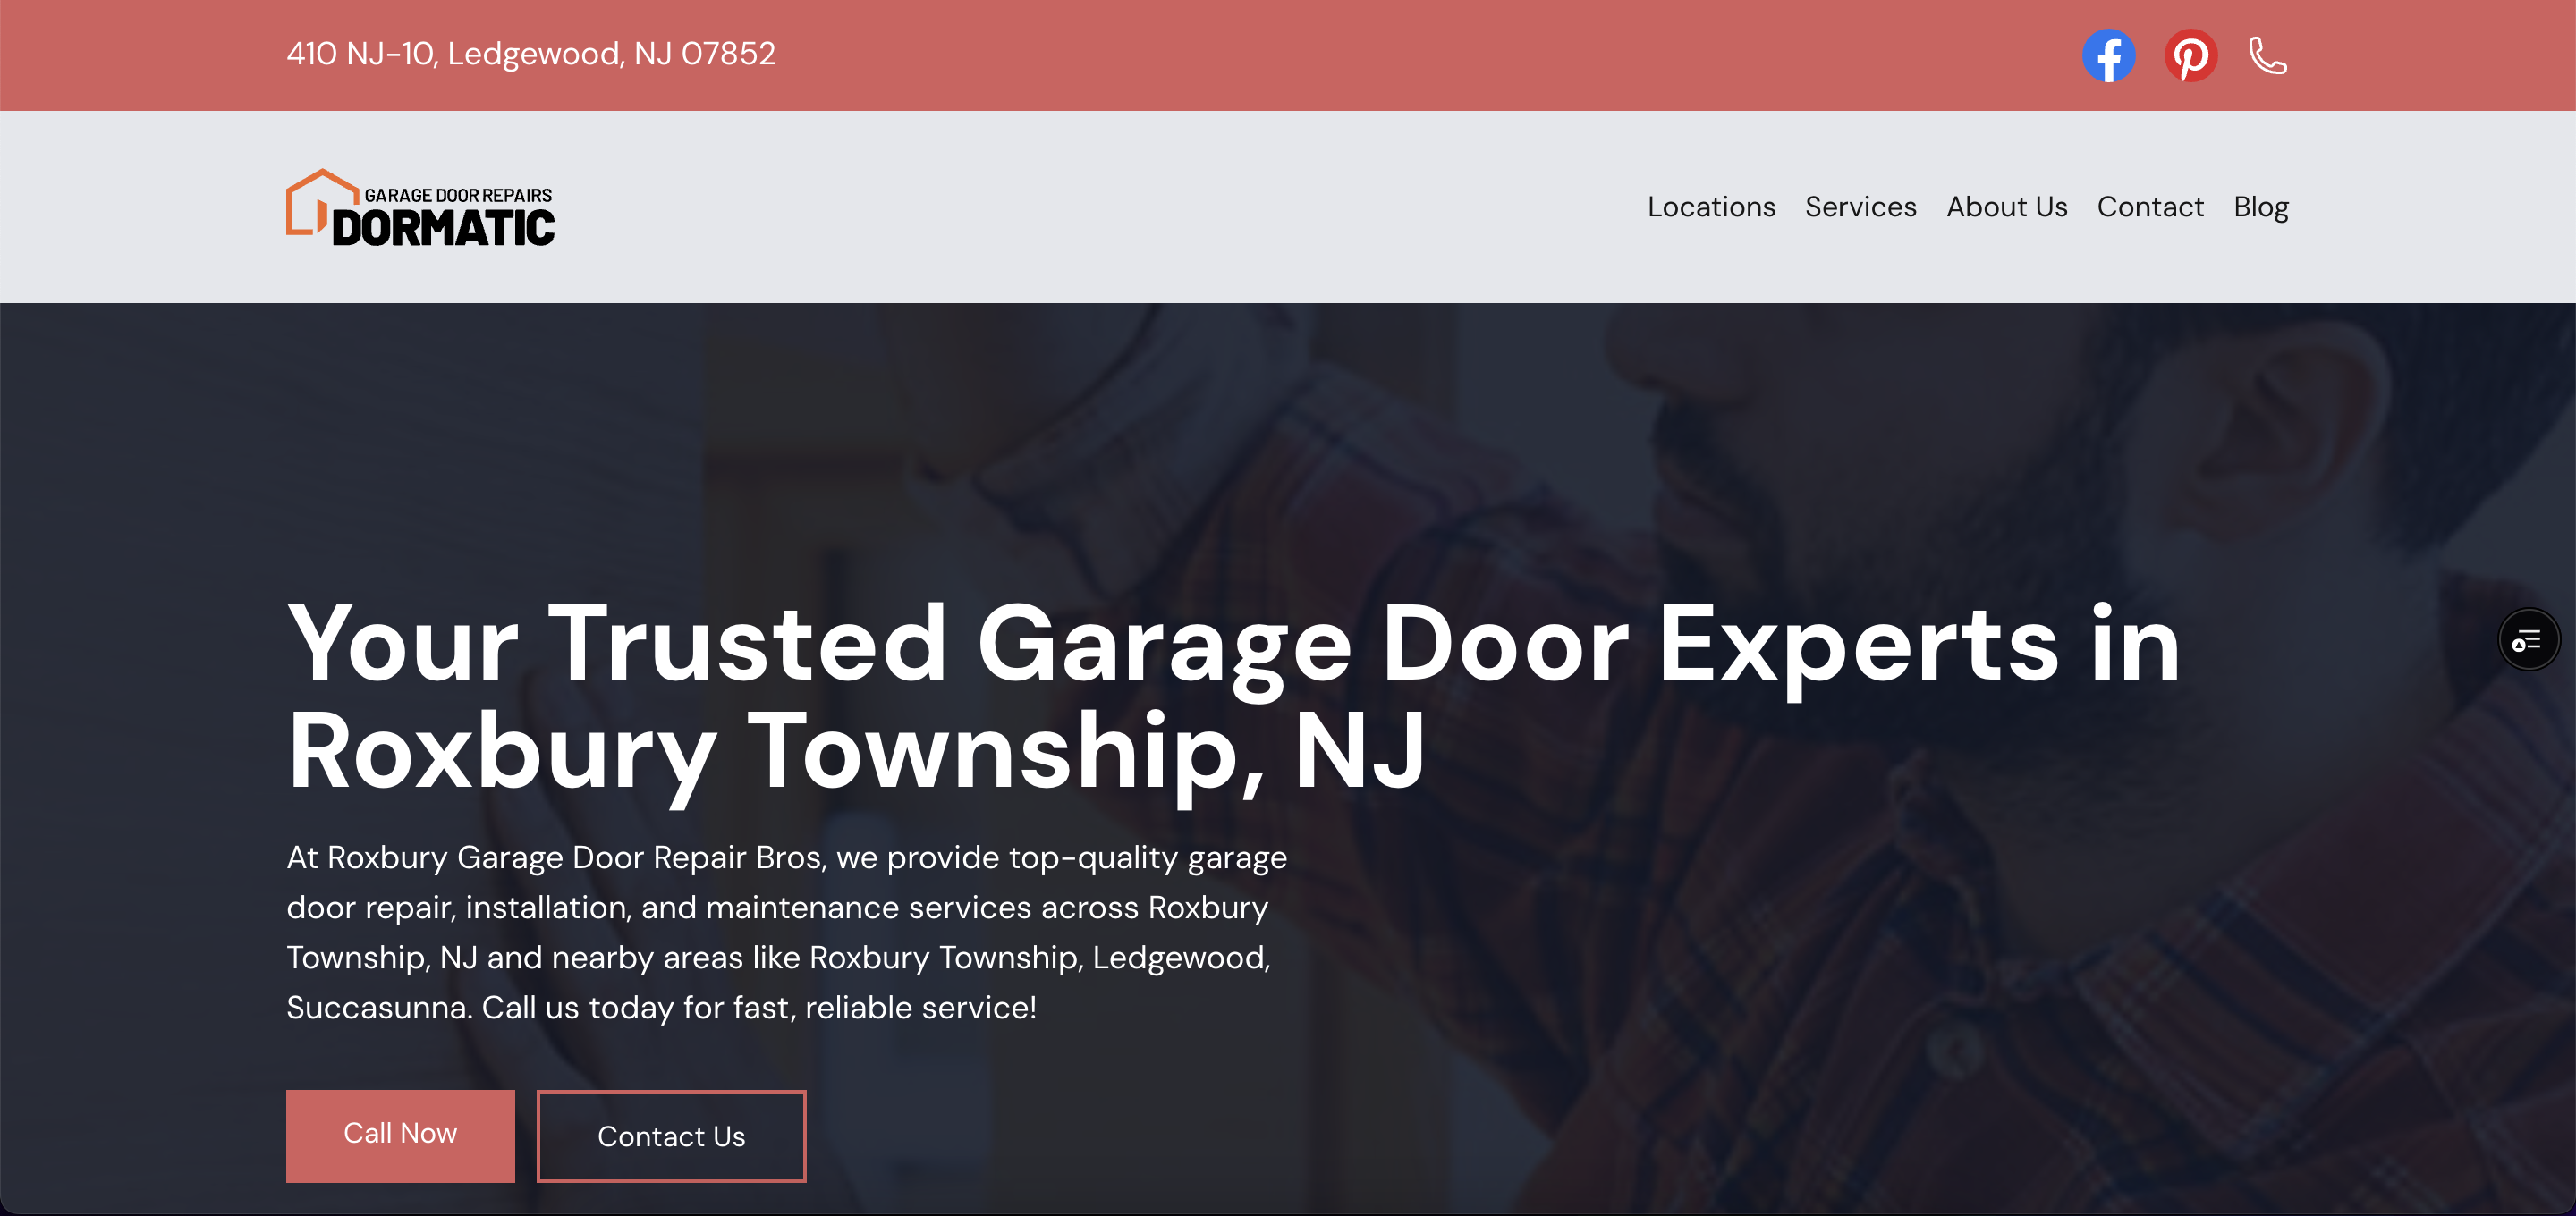 410 NJ-10, Ledgewood, NJ 07852
GARAGE DOOR REPAIRS
DORMATIC
Locations Services About Us Contact Blog
Your Trusted Garage Door Experts in
Roxbury Township, NJ
At Roxbury Garage Door Repair Bros, we provide top-quality garage
door repair, installation, and maintenance services across Roxbury
Township, NJ and nearby areas like Roxbury Township, Ledgewood,
Succasunna. Call us today for fast, reliable service!
Call Now Contact Us